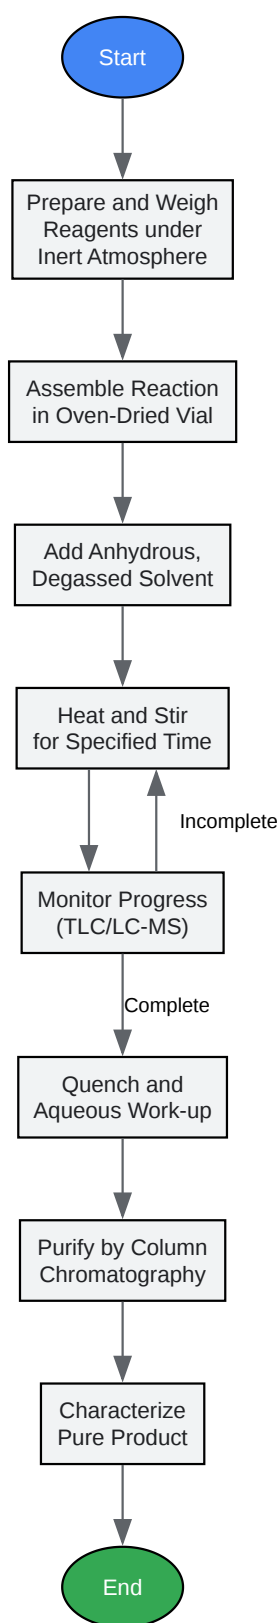 Start
Prepare and Weigh
Reagents under
Inert Atmosphere
Assemble Reaction
in Oven-Dried Vial
Add Anhydrous,
Degassed Solvent
Heat and Stir
for Specified Time
Incomplete
Monitor Progress
(TLC/LC-MS)
Complete
Quench and
Aqueous Work-up
Purify by Column
Chromatography
Characterize
Pure Product
End